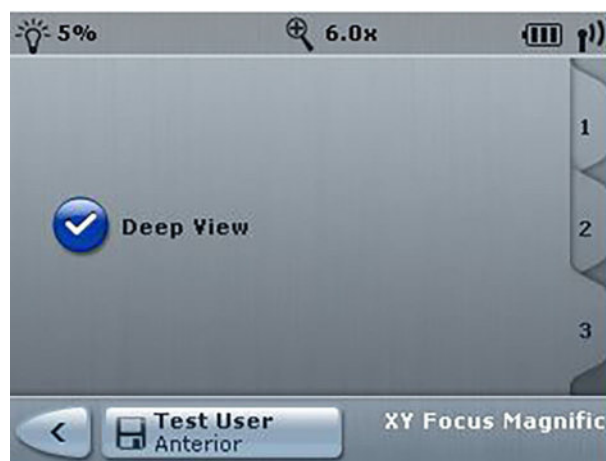 5% 6.0x
1
Deep View
2
3
Test User
Anterior
XY Focus Magnific